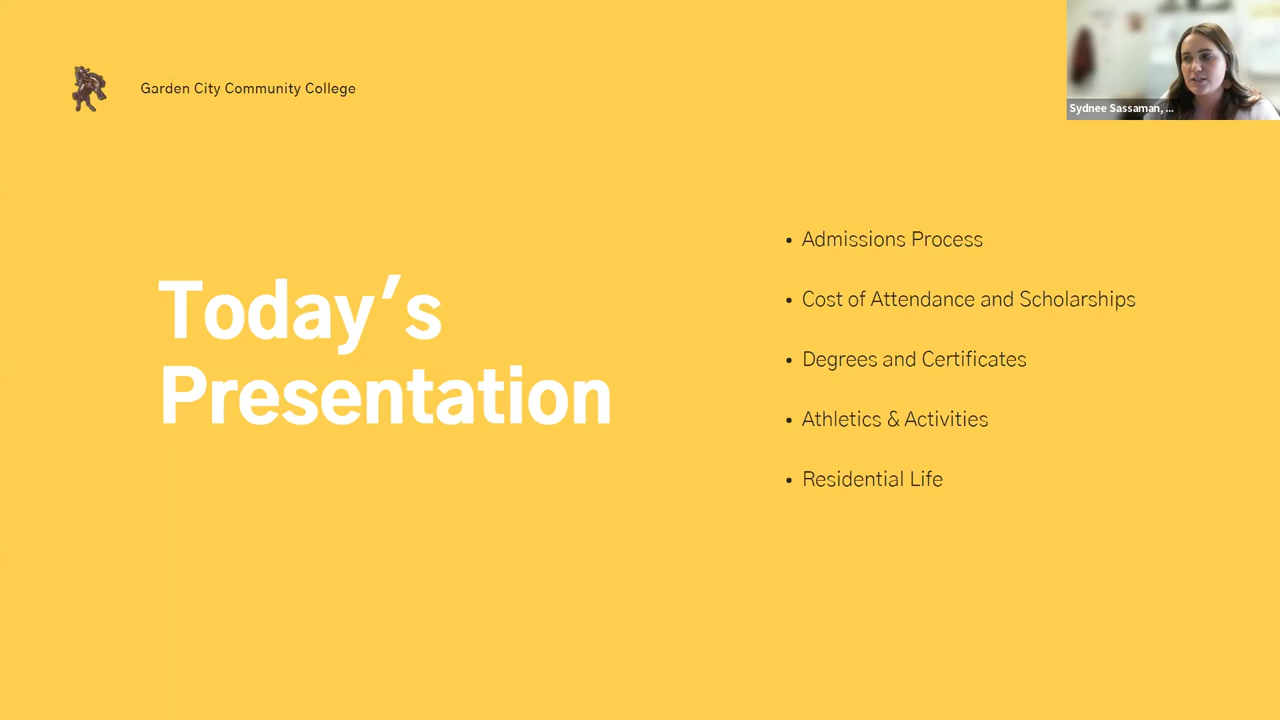 Garden City Community College
Sydnee Sassaman, ...
Today's
Presentation
• Admissions Process
• Cost of Attendance and Scholarships
• Degrees and Certificates
• Athletics & Activities
• Residential Life